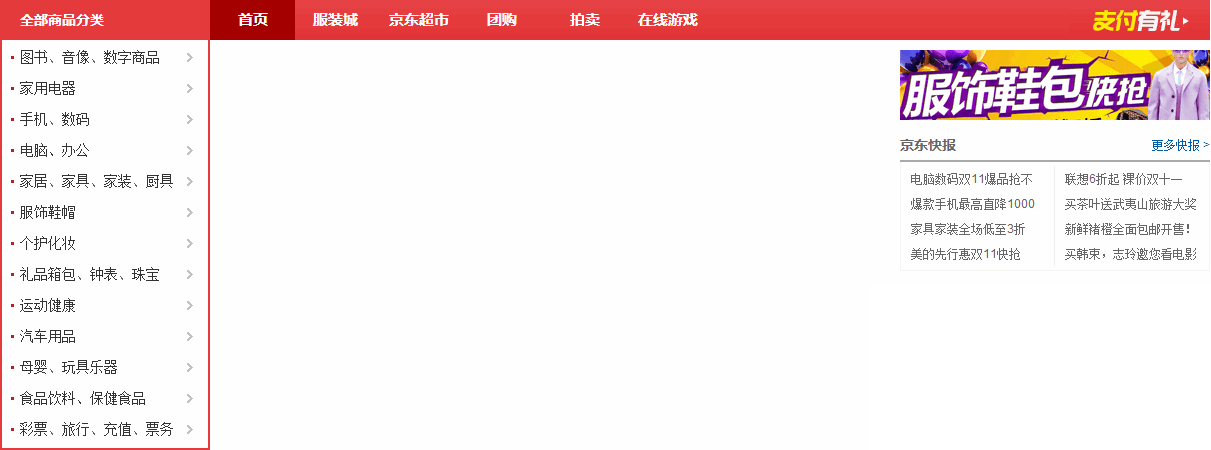 全部商品分类 首页 服装城 京东超市 团购 拍卖 在线游戏 支付有礼
图书、音像、数字商品
家用电器
手机、数码
电脑、办公
家居、家具、家装、厨具
服饰鞋帽
个护化妆
礼品箱包、钟表、珠宝
运动健康
汽车用品
母婴、玩具乐器
食品饮料、保健食品
彩票、旅行、充值、票务
服饰鞋包快抢
京东快报 更多快报 >
电脑数码双11爆品抢不
爆款手机最高直降1000
家具家装全场低至3折
美的先行惠双11快抢
联想6折起 裸价双十一
买茶叶送武夷山旅游大奖
新鲜褚橙全面包邮开售！
买韩束，志玲邀您看电影